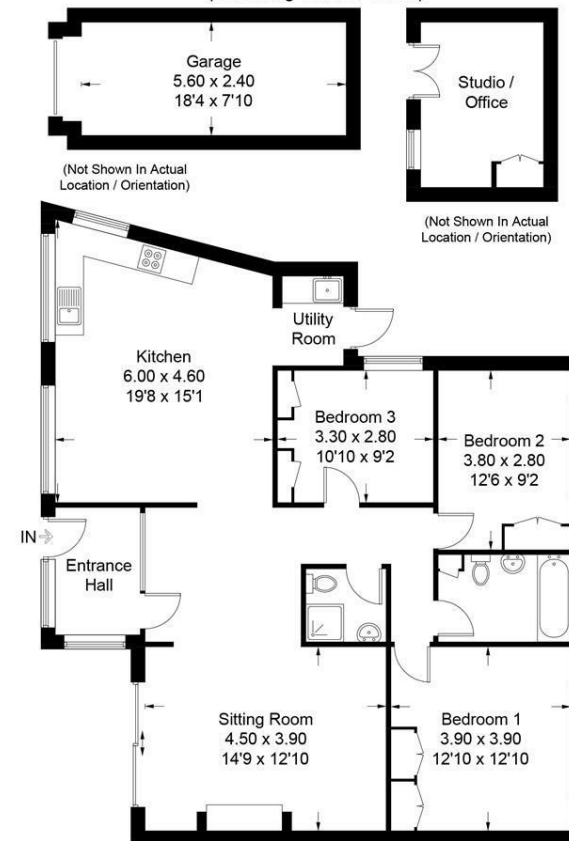 Garage
5.60 x 2.40
18'4 x 7'10
(Not Shown In Actual
Location / Orientation)
Studio /
Office
(Not Shown In Actual
Location / Orientation)
Utility
Room
Kitchen
6.00 x 4.60
19'8 x 15'1
Bedroom 3
3.30 x 2.80
10'10 x 9'2
Bedroom 2
3.80 x 2.80
12'6 x 9'2
IN
Entrance
Hall
Sitting Room
4.50 x 3.90
14'9 x 12'10
Bedroom 1
3.90 x 3.90
12'10 x 12'10